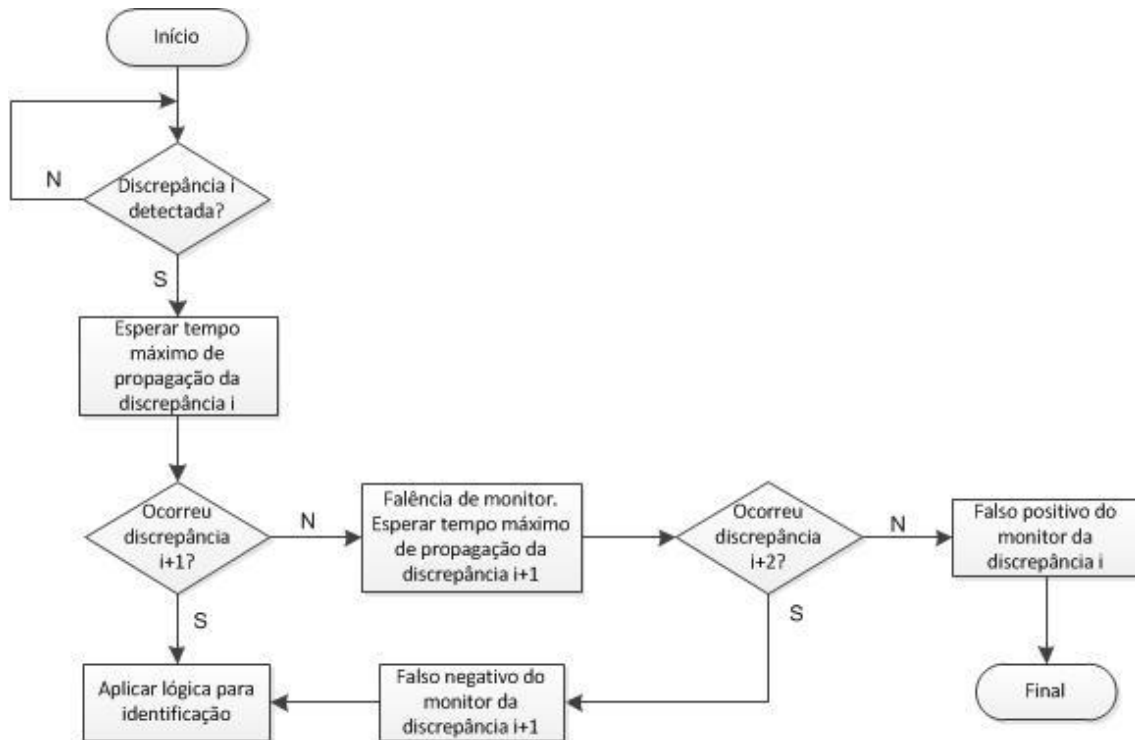 Início
Discrepância i
detectada?
N
S
Esperar tempo
máximo de
propagação da
discrepância i
Ocorreu
discrepância
i+1?
N
S
Falência de monitor.
Esperar tempo máximo
de propagação da
discrepância i+1
Ocorreu
discrepância
i+2?
N
S
Falso positivo do
monitor da
discrepância i
Aplicar lógica para
identificação
Falso negativo do
monitor da
discrepância i+1
Final